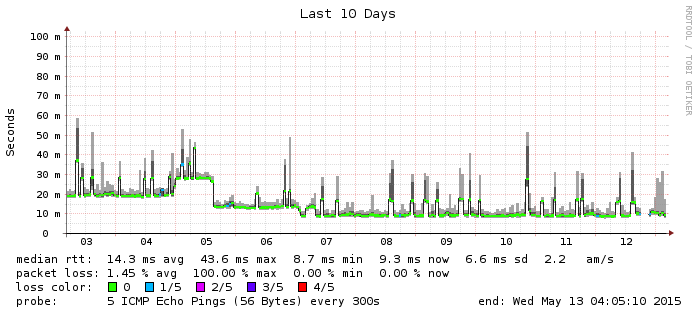 Last 10 Days
RRDTOOL / TOBI OETIKER
Seconds
100 m
90 m
80 m
70 m
60 m
50 m
40 m
30 m
20 m
10 m
0
03 04 05 06 07 08 09 10 11 12
median rtt: 14.3 ms avg 43.6 ms max 8.7 ms min 9.3 ms now 6.6 ms sd 2.2 am/s
packet loss: 1.45 % avg 100.00 % max 0.00 % min 0.00 % now
loss color: 0 1/5 2/5 3/5 4/5
probe: 5 ICMP Echo Pings (56 Bytes) every 300s end: Wed May 13 04:05:10 2015